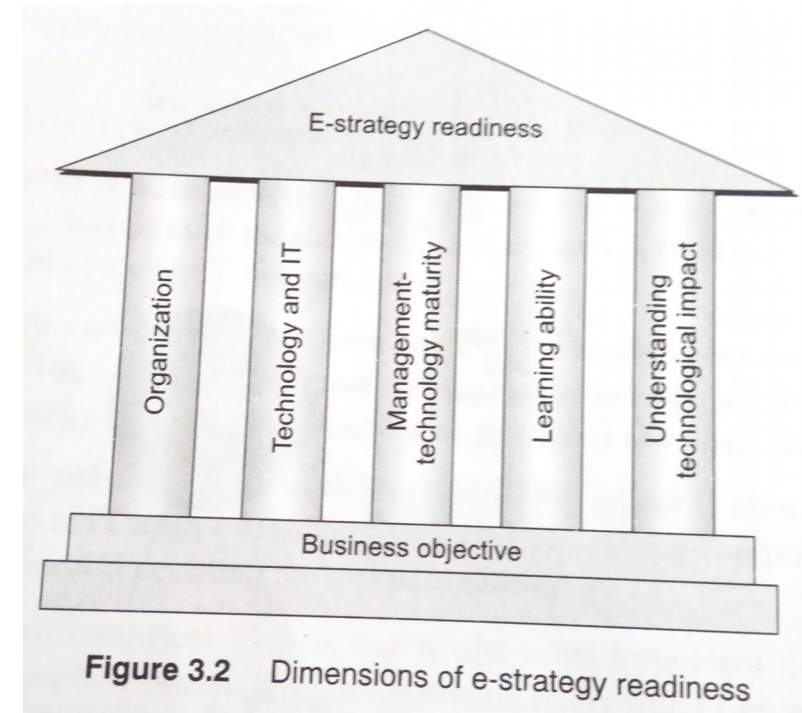 E-strategy readiness
Organization
Technology and IT
Management-
technology maturity
Learning ability
Understanding
technological impact
Business objective
Figure 3.2 Dimensions of e-strategy readiness